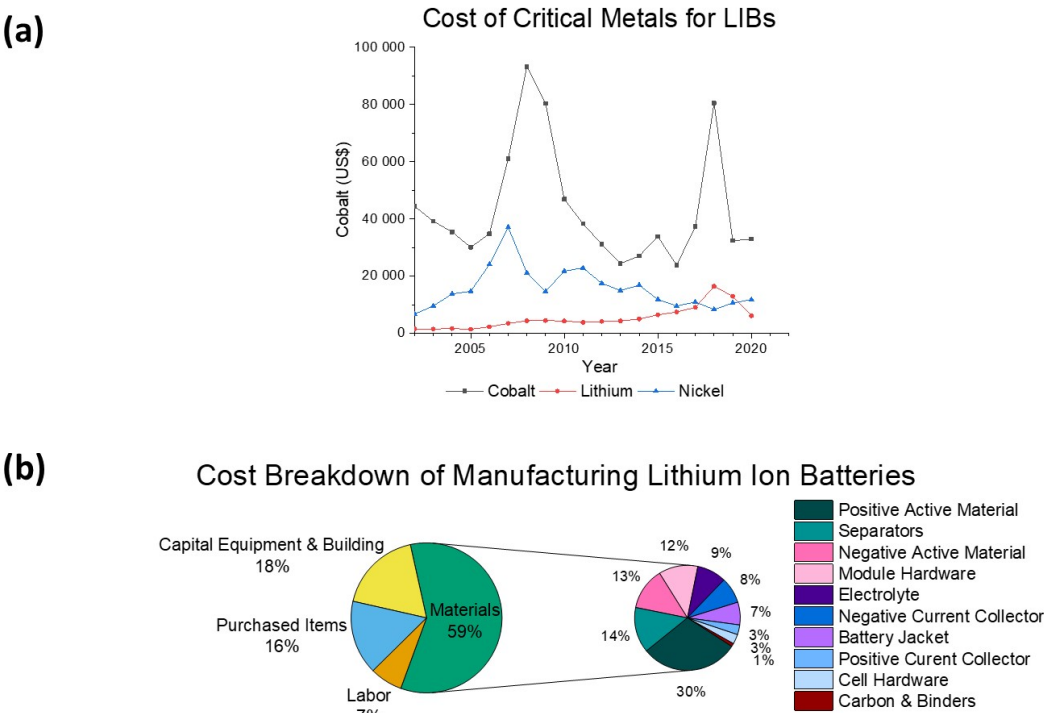 (a)
Cost of Critical Metals for LIBs
100 000
80 000
60 000
40 000
20 000
0
Cobalt (US$)
2005
2010
2015
2020
Year
Cobalt
Lithium
Nickel
(b)
Cost Breakdown of Manufacturing Lithium Ion Batteries
Capital Equipment & Building
18%
Purchased Items
16%
Labor
7%
Materials
59%
12%
9%
8%
7%
3%
3%
1%
30%
14%
13%
Positive Active Material
Separators
Negative Active Material
Module Hardware
Electrolyte
Negative Current Collector
Battery Jacket
Positive Curent Collector
Cell Hardware
Carbon & Binders